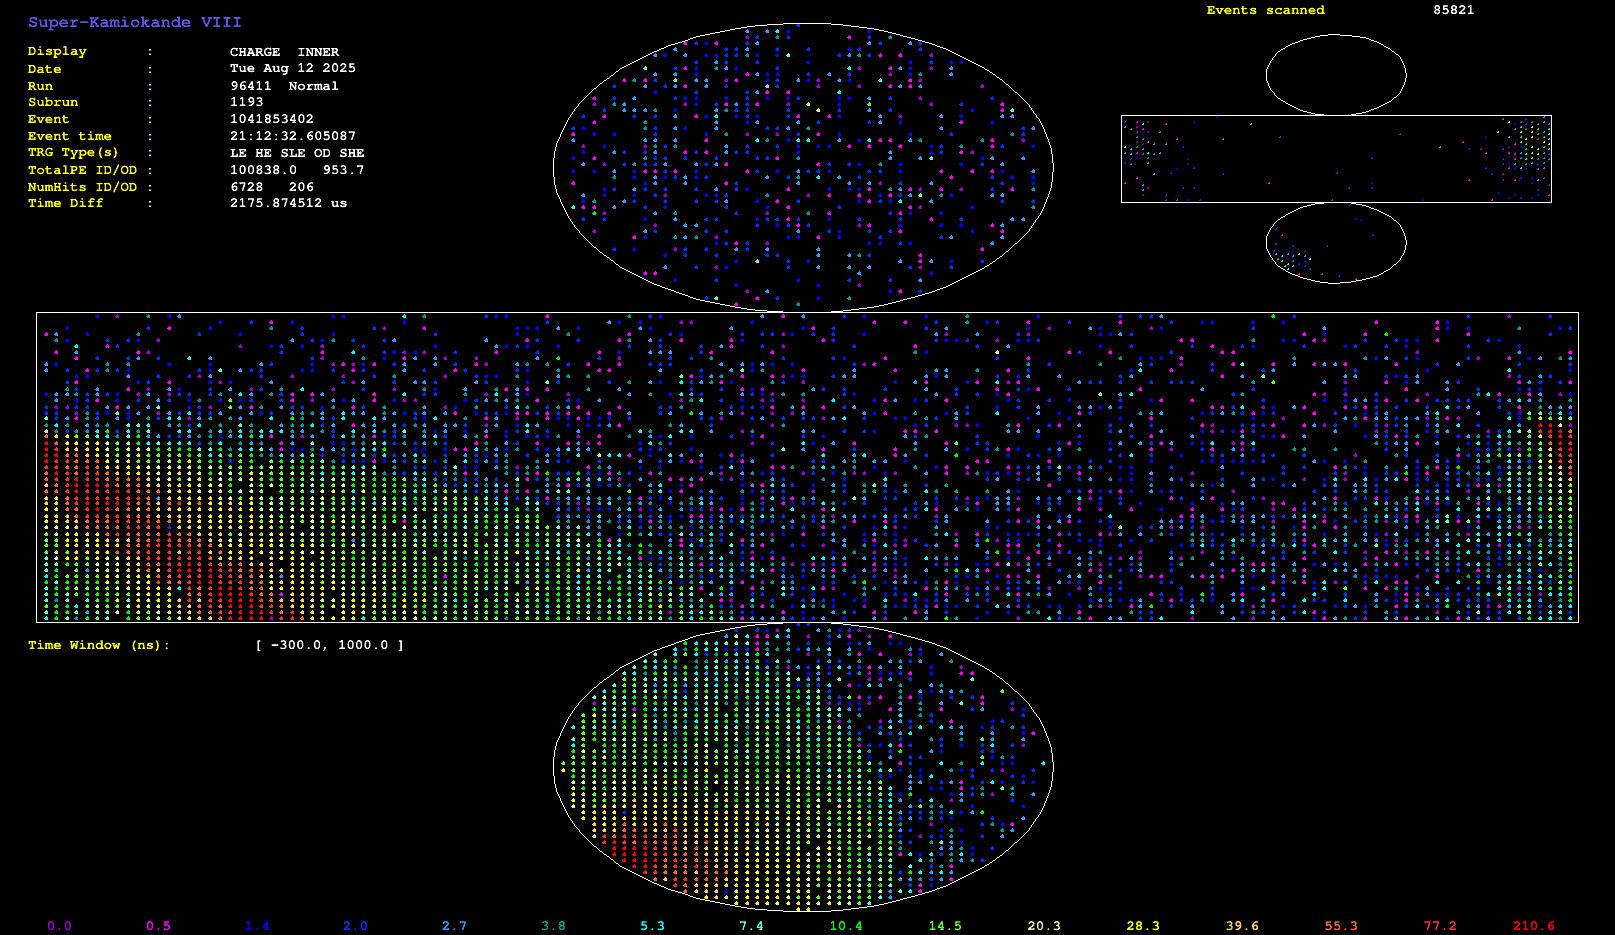 Super-Kamiokande VIII
Events scanned 85821
Display : CHARGE INNER
Date : Tue Aug 12 2025
Run : 96411 Normal
Subrun : 1193
Event : 1041853402
Event time : 21:12:32.605087
TRG Type(s) : LE HE SLE OD SHE
TotalPE ID/OD : 100838.0 953.7
NumHits ID/OD : 6728 206
Time Diff : 2175.874512 us
Time Window (ns): [ -300.0, 1000.0 ]
0.0 0.5 1.4 2.0 2.7 3.8 5.3 7.4 10.4 14.5 20.3 28.3 39.6 55.3 77.2 210.6